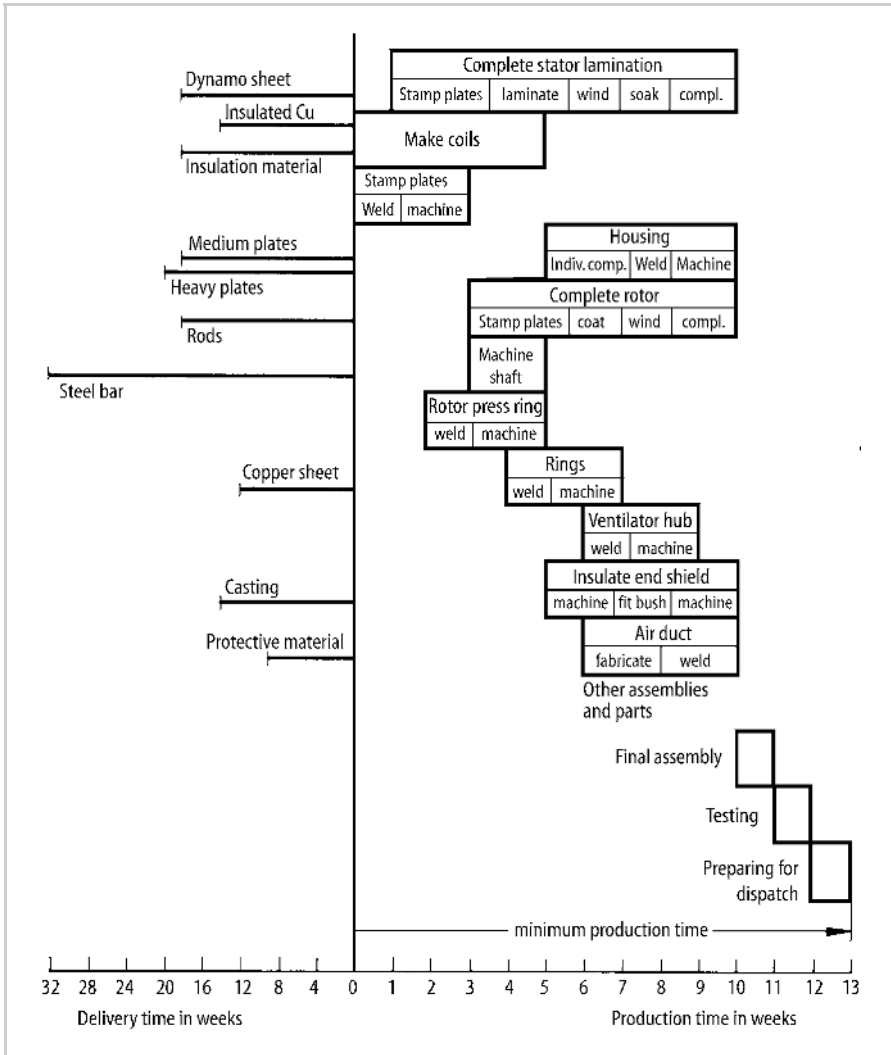 Complete stator lamination
Dynamo sheet
Stamp plates laminate wind soak compl.
Insulated Cu
Make coils
Insulation material
Stamp plates
Weld machine
Housing
Medium plates
Indiv. comp. Weld Machine
Heavy plates
Complete rotor
Stamp plates coat wind compl.
Rods
Machine
shaft
Steel bar
Rotor press ring
weld machine
Rings
Copper sheet
weld machine
Ventilator hub
weld machine
Insulate end shield
Casting
machine fit bush machine
Air duct
Protective material
fabricate weld
Other assemblies
and parts
Final assembly
Testing
Preparing for
dispatch
minimum production time
32 28 24 20 16 12 8 4 0 1 2 3 4 5 6 7 8 9 10 11 12 13
Delivery time in weeks Production time in weeks